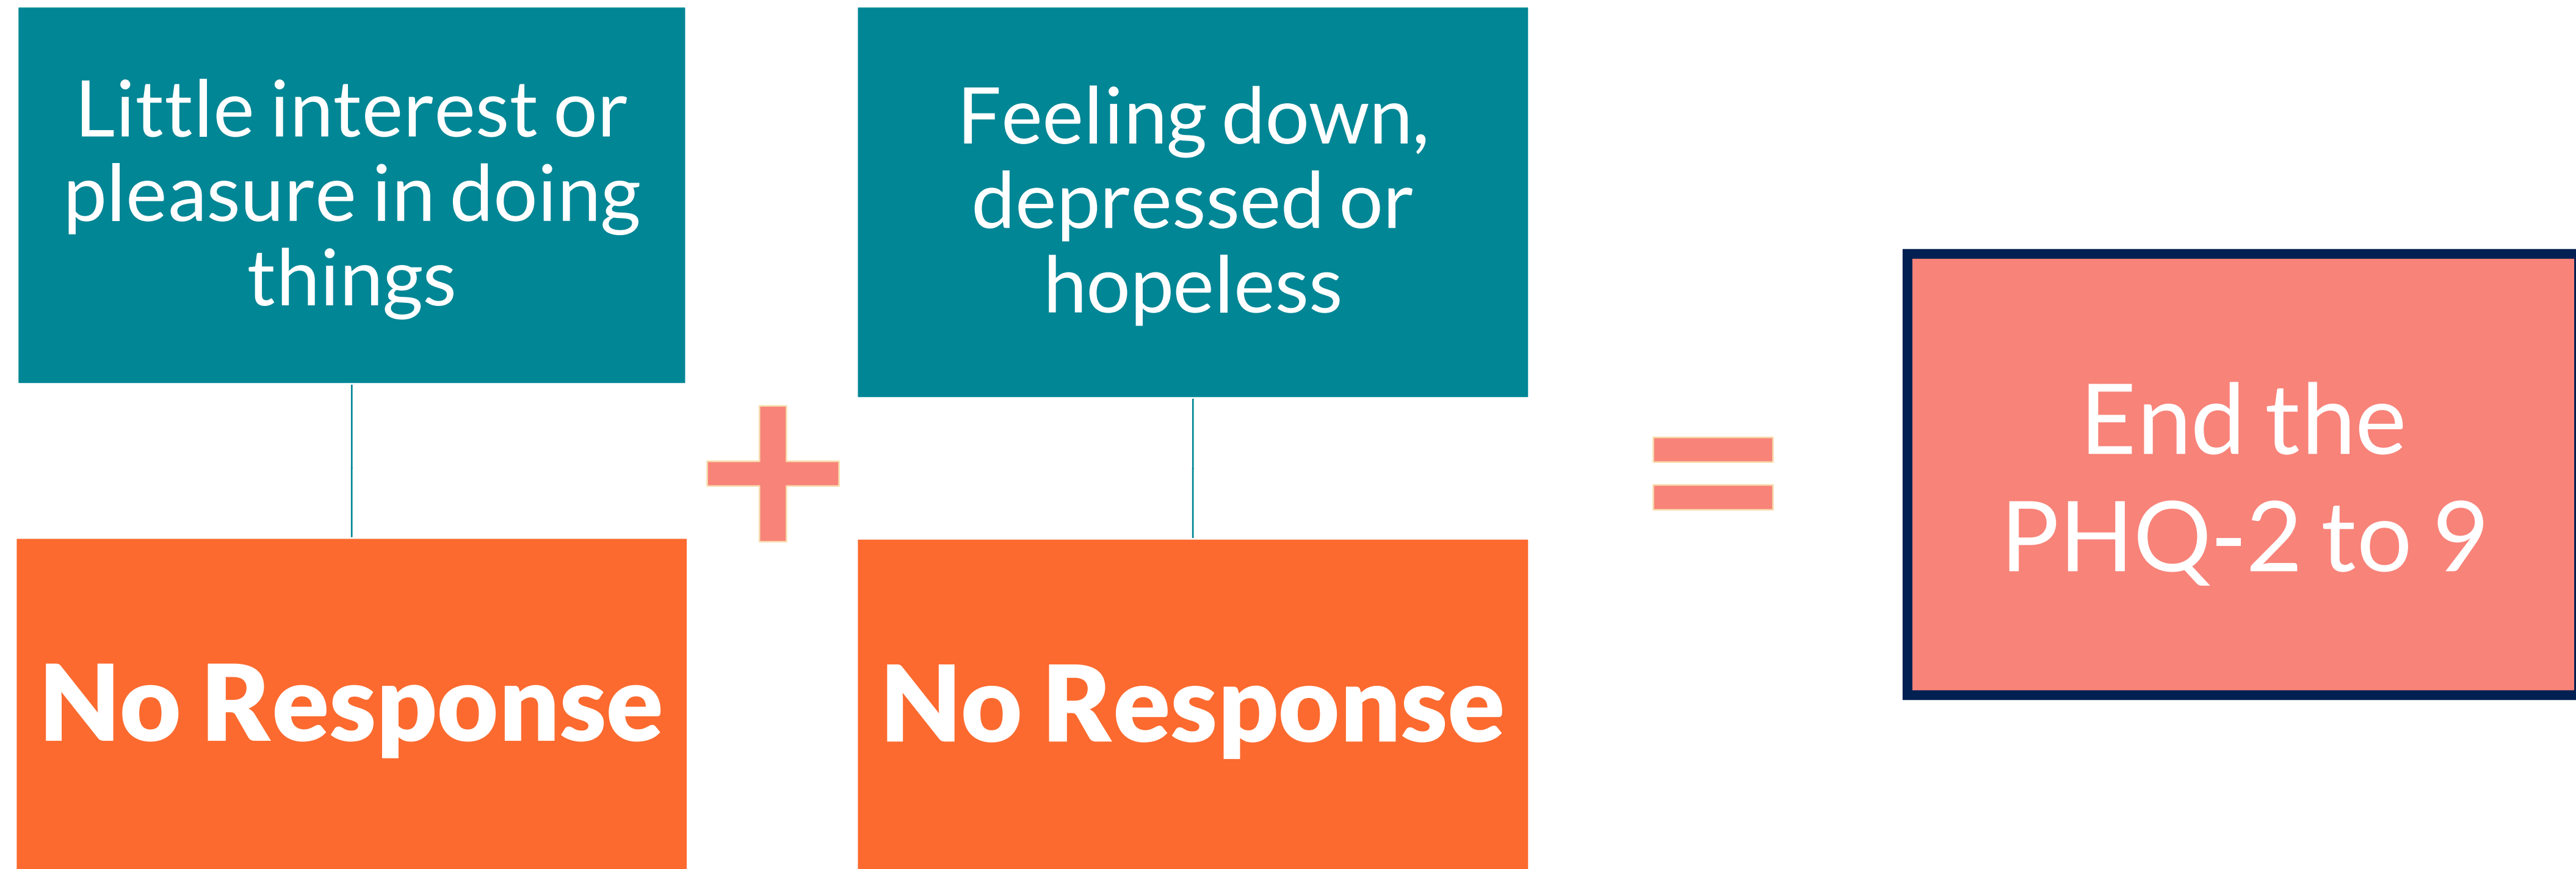 Little interest or
pleasure in doing
things
No Response
+
Feeling down,
depressed or
hopeless
No Response
=
End the
PHQ-2 to 9